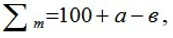 ∑ m=100 + а − в ,